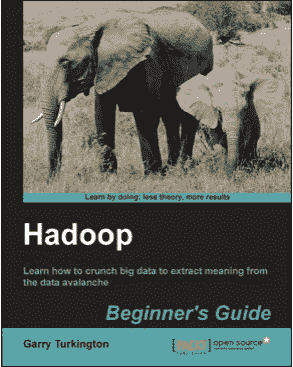 Learn by doing: less theory, more results
Hadoop
Learn how to crunch big data to extract meaning from
the data avalanche
Beginner's Guide
Garry Turkington
open source